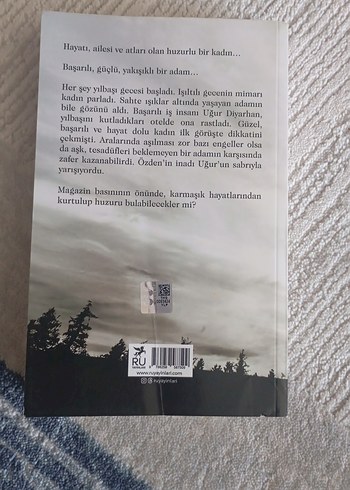 Hayatı, ailesi ve atları olan huzurlu bir kadın...
Başarılı, güçlü, yakışıklı bir adam...
Her şey yılbaşı gecesi başladı. Işıltılı gecenin mimarı
kadın parladı. Sahte ışıklar altında yaşayan adamın
bile gözünü aldı. Başarılı iş insanı Uğur Diyarhan,
yılbaşını kutladıkları otelde ona rastladı. Güzel,
başarılı ve hayat dolu kadın ilk görüşte dikkatini
çekmişti. Aralarında aşılması zor bazı engeller olsa
da aşk, tesadüfleri beklemeyen bir adamın karşısında
zafer kazanabilirdi. Özden'in inadı Uğur'un sabrıyla
yarışıyordu.
Magazin basınının önünde, karmaşık hayatlarından
kurtulup huzuru bulabilecekler mi?
RU
www.ruyayinlari.com
ruyayinlari